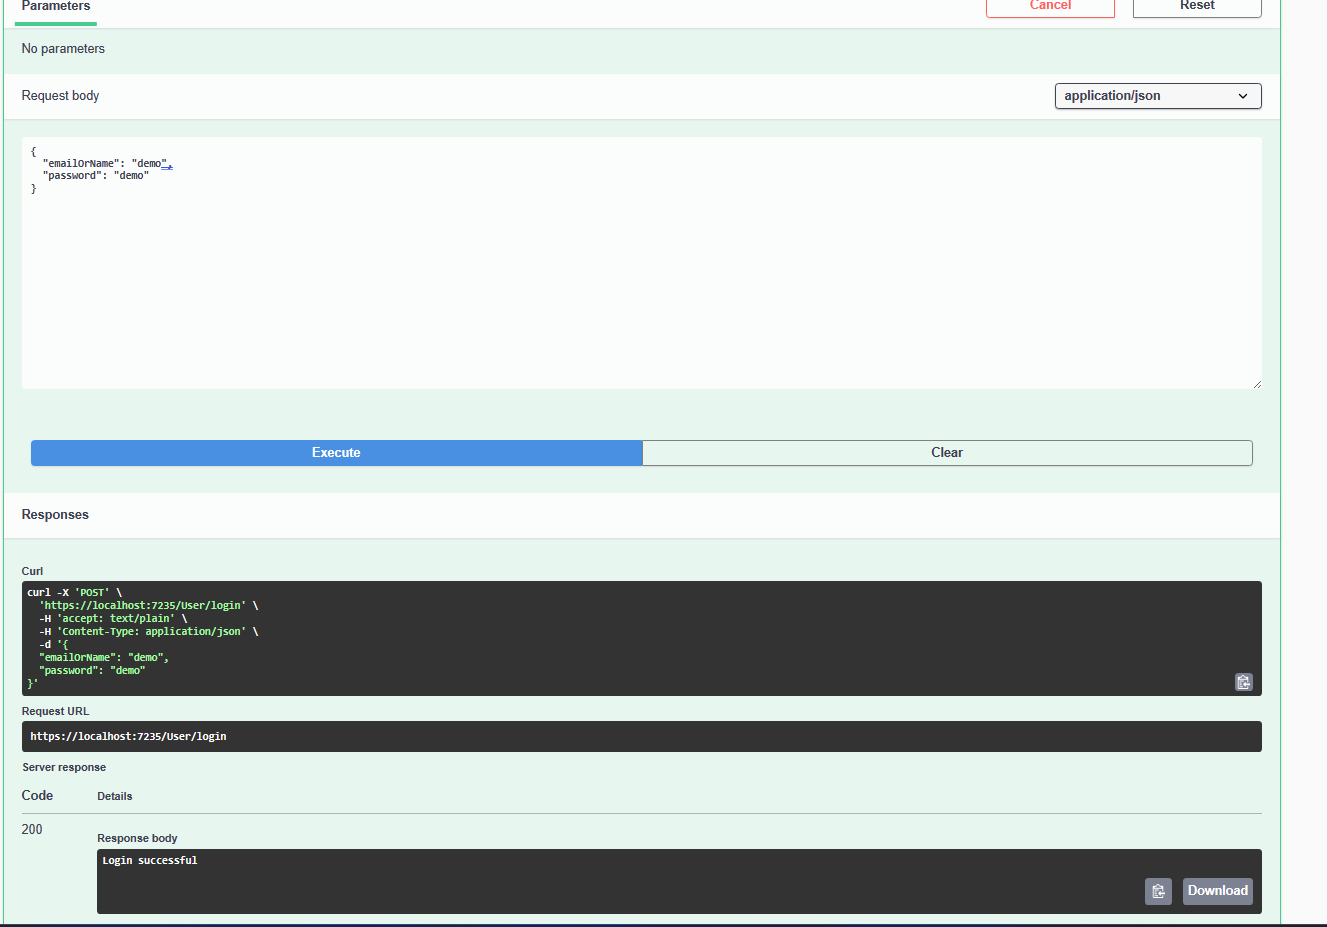 Parameters
Cancel
Reset
No parameters
Request body
application/json
{
  "emailOrName": "demo",
  "password": "demo"
}
Execute
Clear
Responses
Curl
curl -X 'POST' \
  'https://localhost:7235/User/login' \
  -H 'accept: text/plain' \
  -H 'Content-Type: application/json' \
  -d '{
  "emailOrName": "demo",
  "password": "demo"
}'
Request URL
https://localhost:7235/User/login
Server response
Code
Details
200
Response body
Login successful
Download